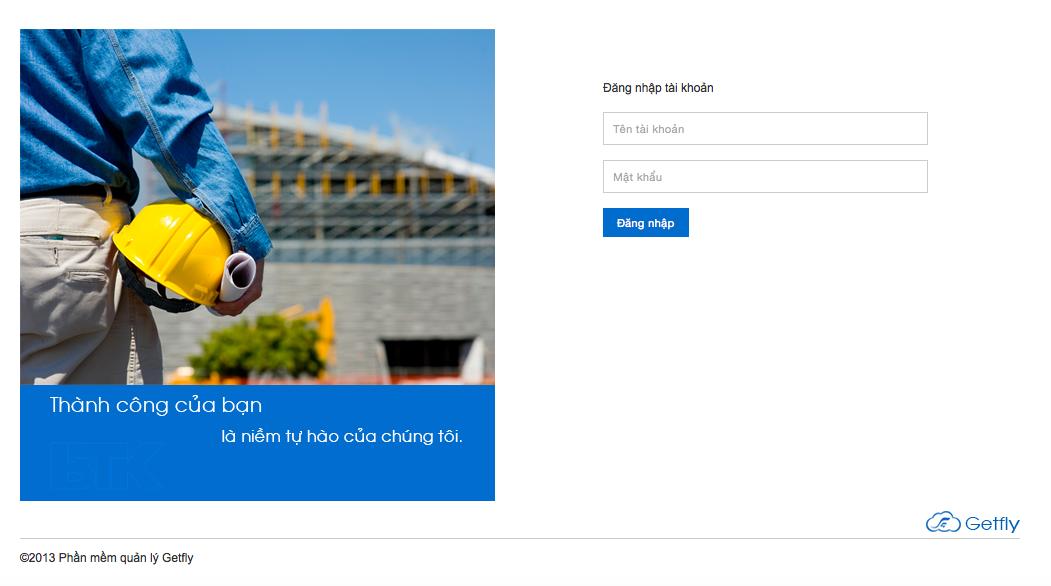 Đăng nhập tài khoản
Tên tài khoản
Mật khẩu
Đăng nhập
Thành công của bạn
là niềm tự hào của chúng tôi.
BTK
Getfly
©2013 Phần mềm quản lý Getfly